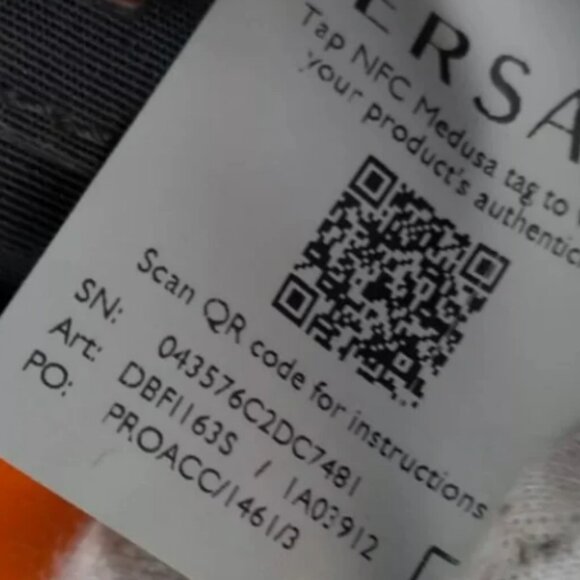 ERSA
Tap NFC Medusa tag to
your product's authentic
Scan QR code for instructions
SN: 043576C2DC7481
Art: DBFI1163S / 1A03912
PO: PROACC/1461/3